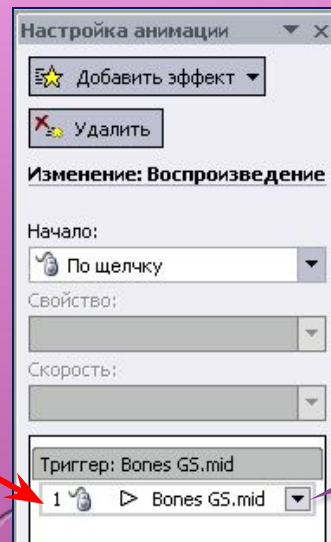 Настройка анимации
Добавить эффект
Удалить
Изменение: Воспроизведение
Начало:
По щелчку
Свойство:
Скорость:
Триггер: Bones GS.mid
1 Bones GS.mid